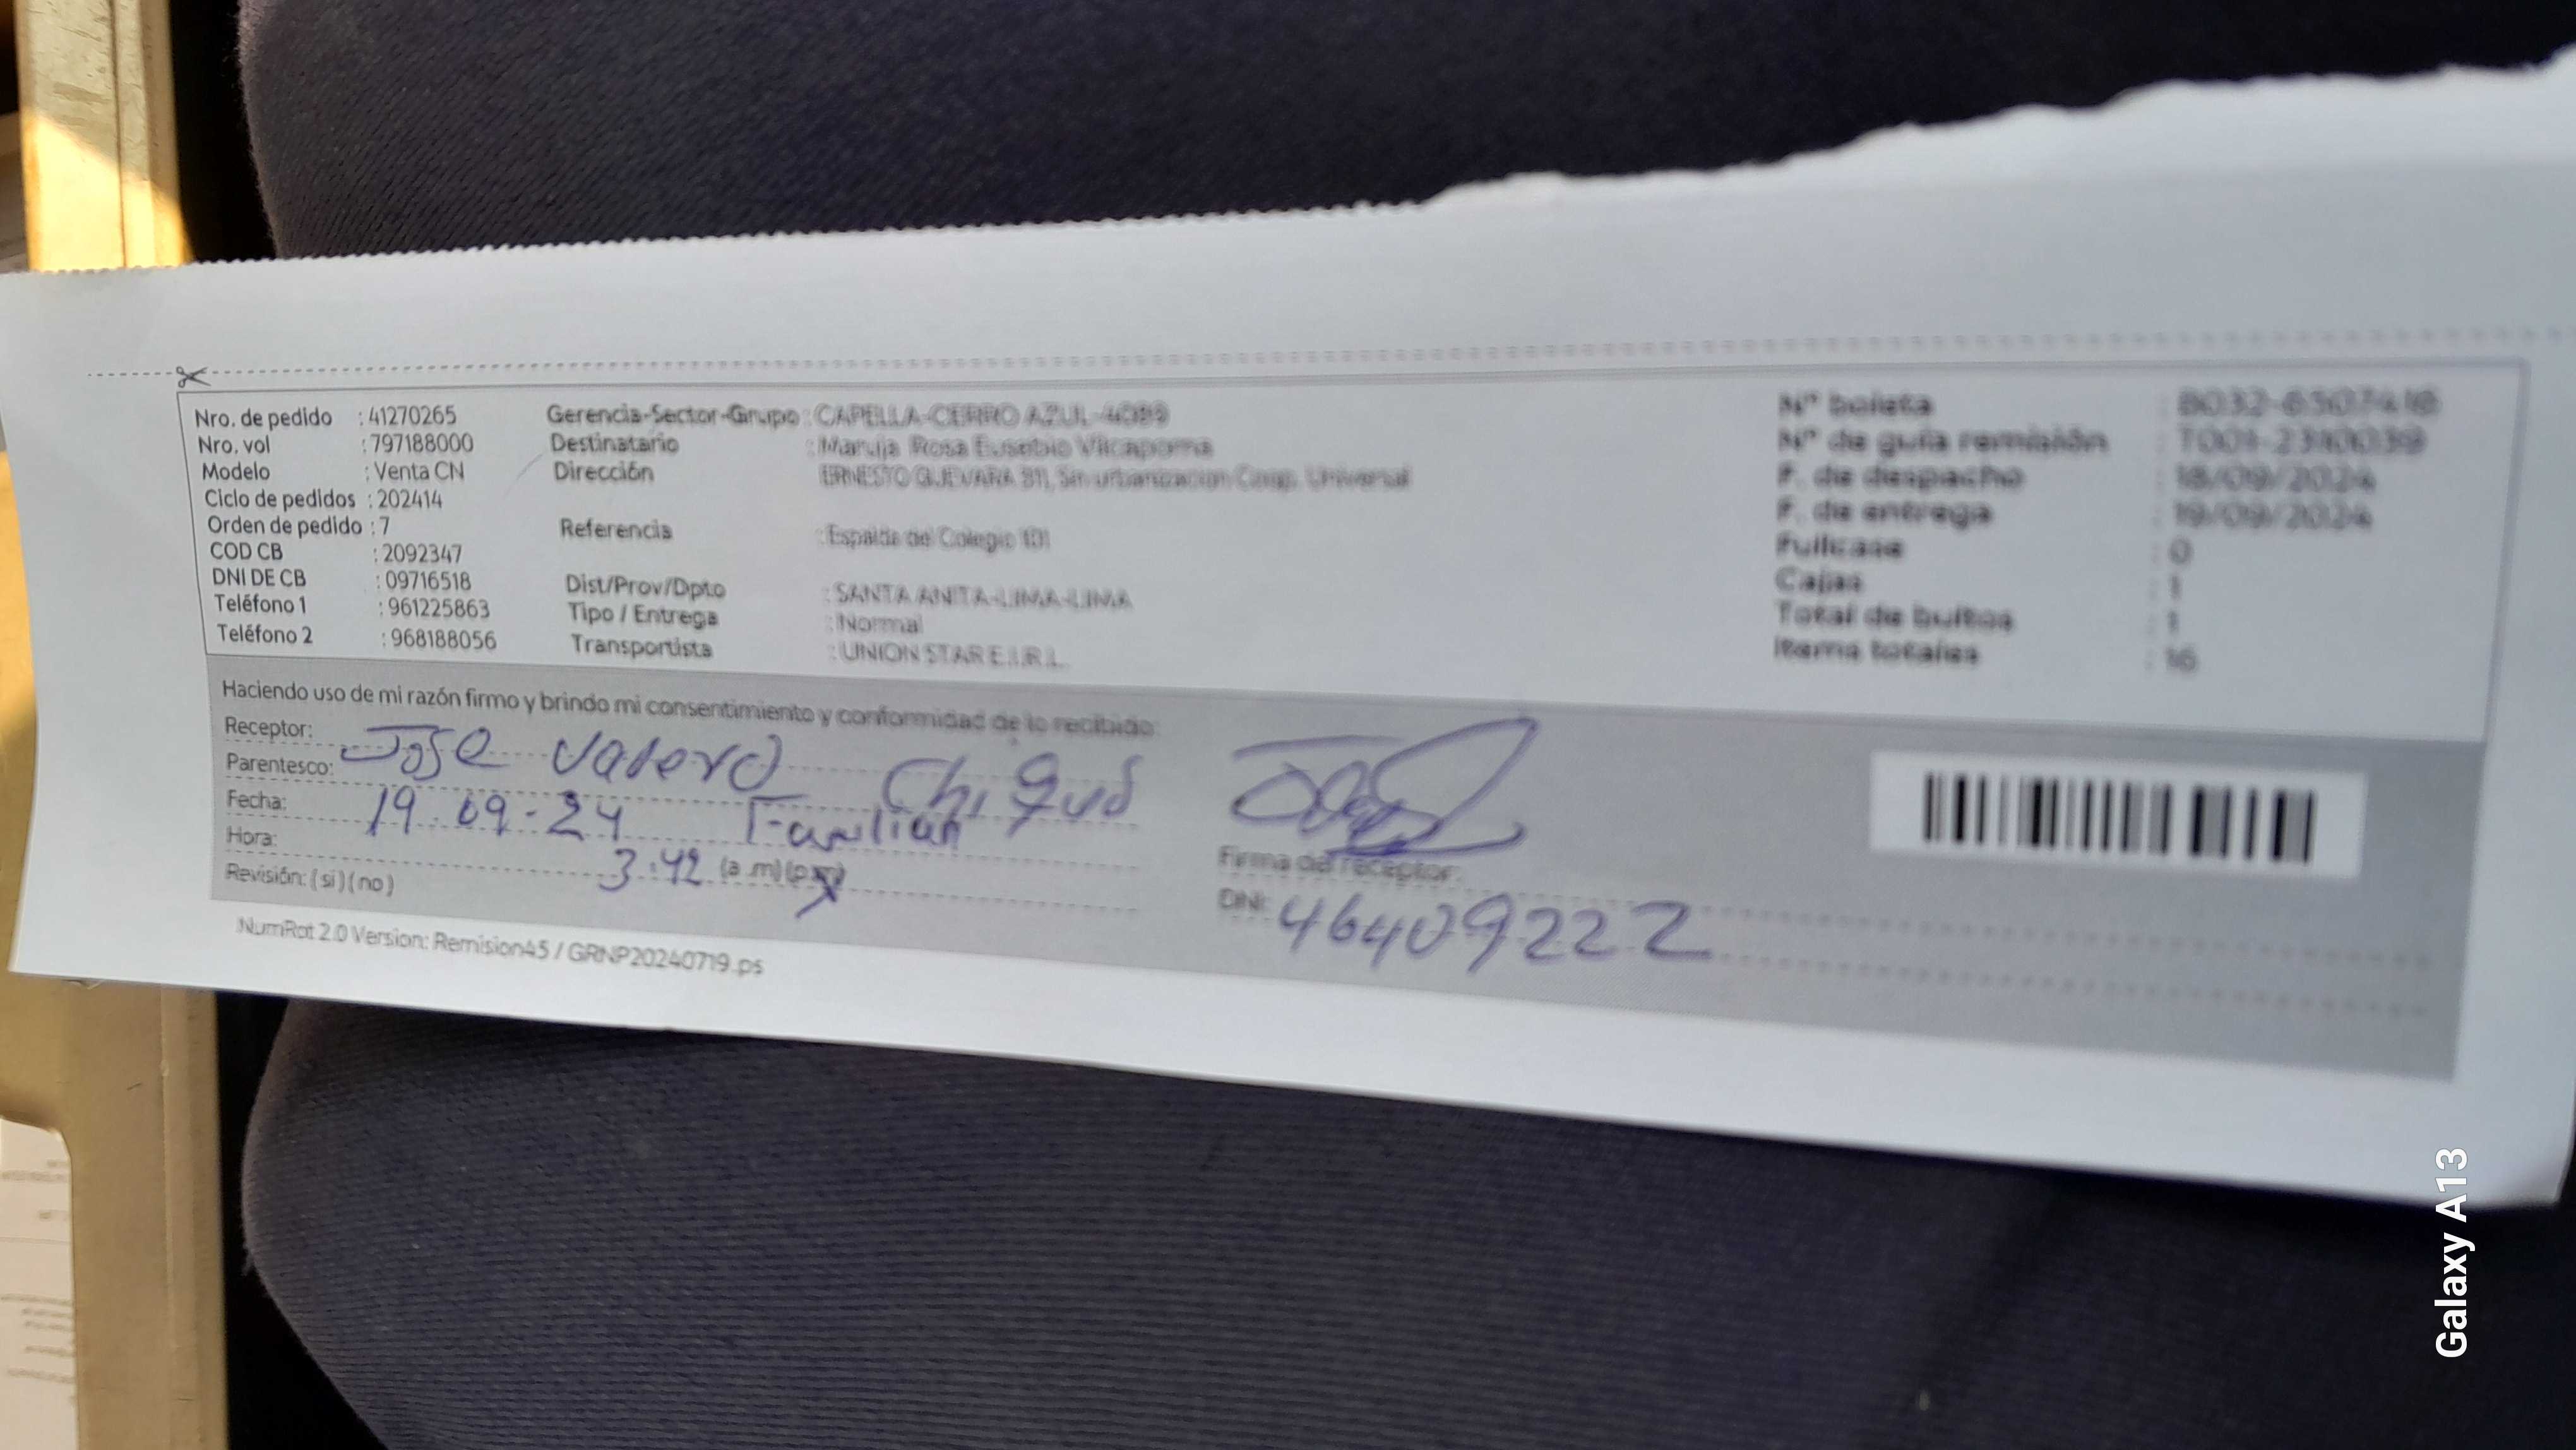 Nro. de pedido : 41270265
Nro. vol : 797188000
Modelo : Venta CN
Ciclo de pedidos : 202414
Orden de pedido : 7
COD CB : 2092347
DNI DE CB : 09716518
Teléfono 1 : 961225863
Teléfono 2 : 968188056
Gerencia-Sector-Grupo : CAPELLA-CERRO AZUL-4089
Destinatario : Maruja Rosa Eusebio Vilcapoma
Dirección : ERNESTO GUEVARA 311, Sin urbanizacion Coop. Universal
Referencia : Espalda del Colegio 101
Dist/Prov/Dpto : SANTA ANITA-LIMA-LIMA
Tipo / Entrega : Normal
Transportista : UNION STAR E.I.R.L.
N° boleta : B032-6507416
N° de guía remisión : T001-2310039
F. de despacho : 18/09/2024
F. de entrega : 19/09/2024
Fullcase : 0
Cajas : 1
Total de bultos : 1
Items totales : 16
Haciendo uso de mi razón firmo y brindo mi consentimiento y conformidad de lo recibido:
Receptor: Jose Valero
Parentesco: Familiar
Fecha: 19.09-24
Hora: 3:42 (a .m) (p.m)
Revisión: ( si ) ( no )
Firma del receptor:
DNI: 46409222
NumRot 2.0 Version: Remision45 / GRNP20240719.ps
Galaxy A13